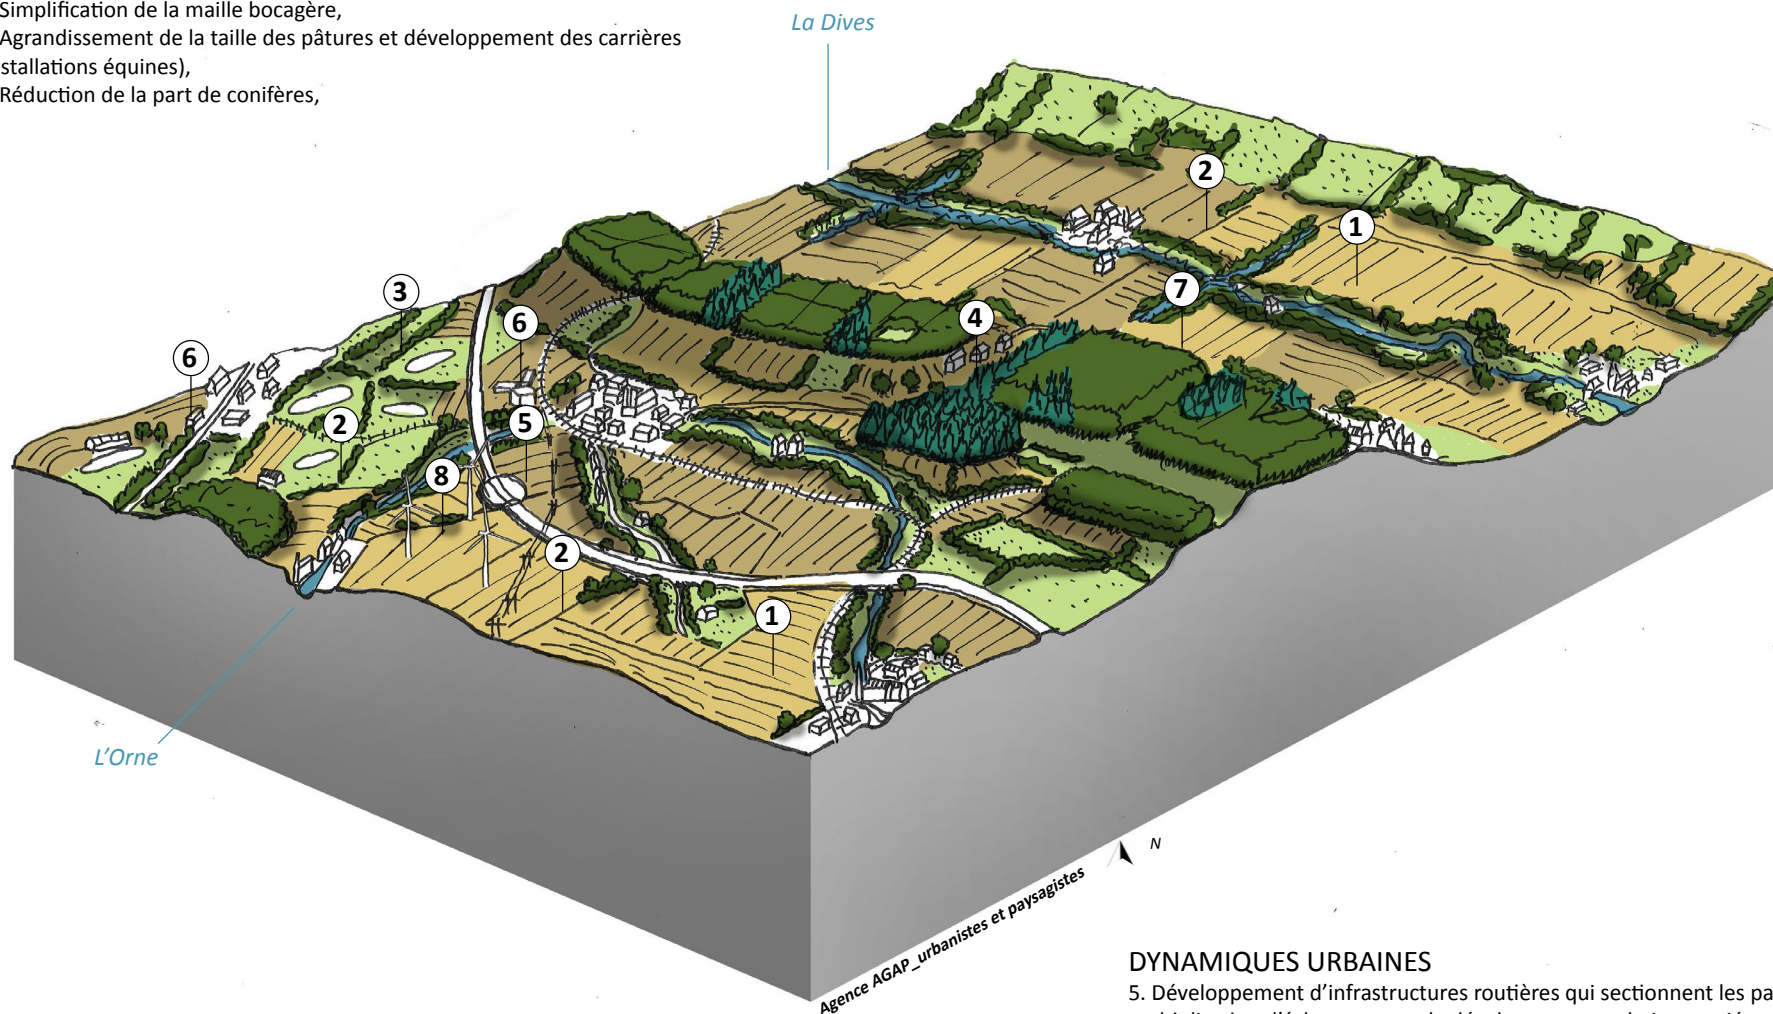 Simplification de la maille bocagère,
Agrandissement de la taille des pâtures et développement des carrières
stallations équines),
Réduction de la part de conifères,
La Dives
2
1
3
7
6
4
6
2
5
8
2
1
L'Orne
N
Agence AGAP_urbanistes et paysagistes
DYNAMIQUES URBAINES
5. Développement d'infrastructures routières qui sectionnent les pa